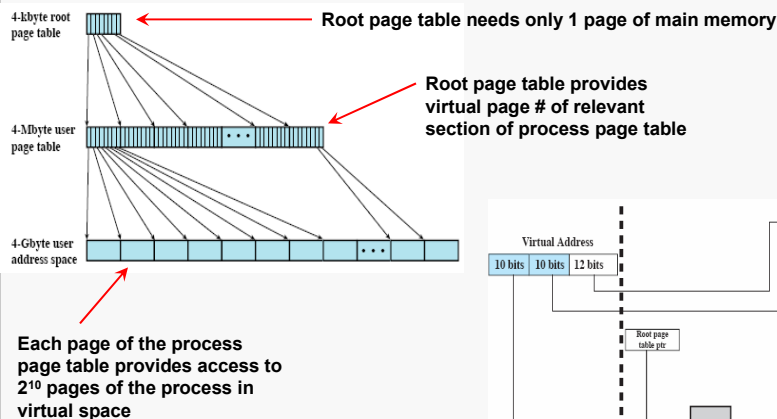 4-kbyte root
page table
Root page table needs only 1 page of main memory
Root page table provides
virtual page # of relevant
section of process page table
4-Mbyte user
page table
4-Gbyte user
address space
Each page of the process
page table provides access to
2¹⁰ pages of the process in
virtual space
Virtual Address
10 bits 10 bits 12 bits
Root page
table ptr